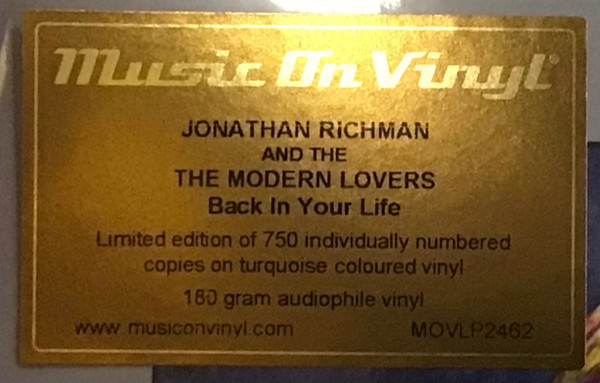 Music On Vinyl
JONATHAN RICHMAN
AND THE
THE MODERN LOVERS
Back In Your Life
Limited edition of 750 individually numbered
copies on turquoise coloured vinyl
180 gram audiophile vinyl
www.musiconvinyl.com MOVLP2462